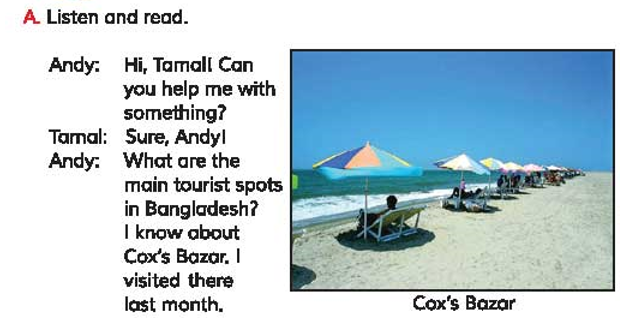 A. Listen and read.
Andy: Hi, Tamal! Can
you help me with
something?
Tamal: Sure, Andy!
Andy: What are the
main tourist spots
in Bangladesh?
I know about
Cox's Bazar. I
visited there
last month.
Cox's Bazar